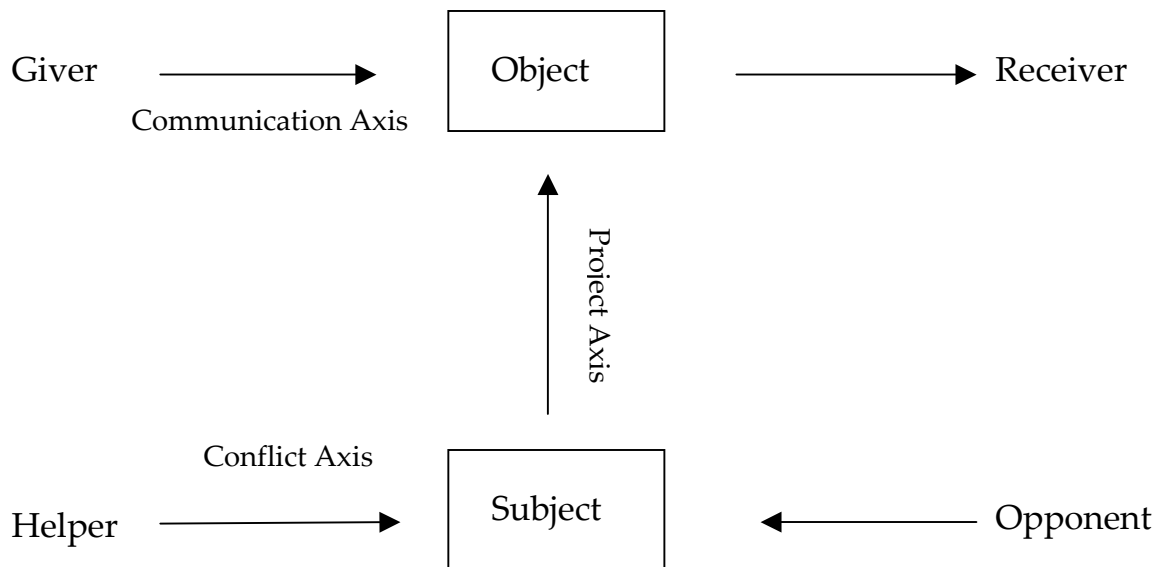 Giver
Object
Receiver
Communication Axis
Project Axis
Conflict Axis
Helper
Subject
Opponent